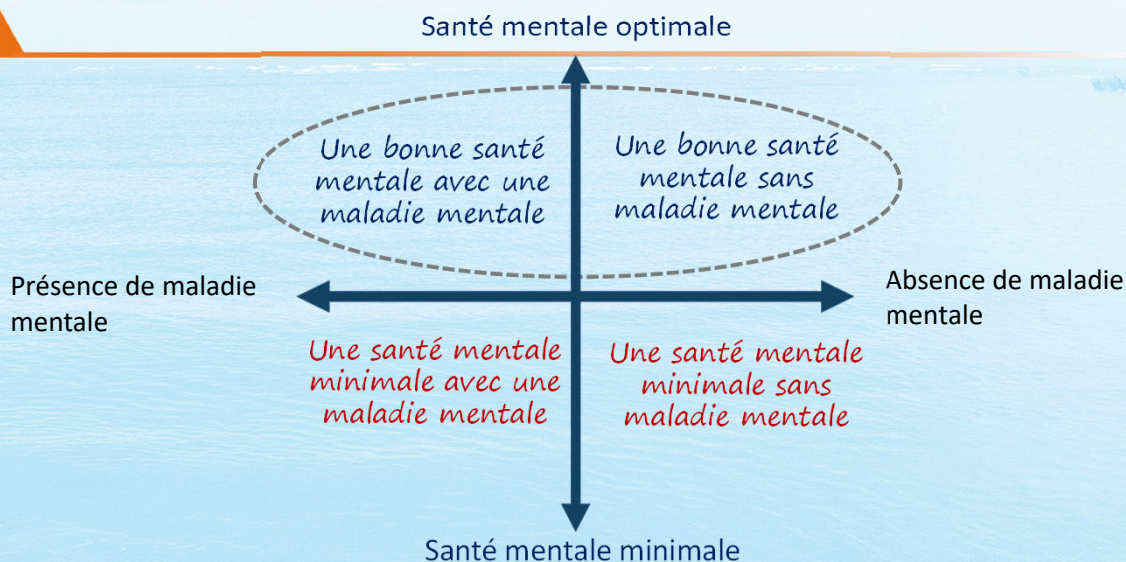 Santé mentale optimale
Une bonne santé
mentale avec une
maladie mentale
Une bonne santé
mentale sans
maladie mentale
Présence de maladie
mentale
Absence de maladie
mentale
Une santé mentale
minimale avec une
maladie mentale
Une santé mentale
minimale sans
maladie mentale
Santé mentale minimale